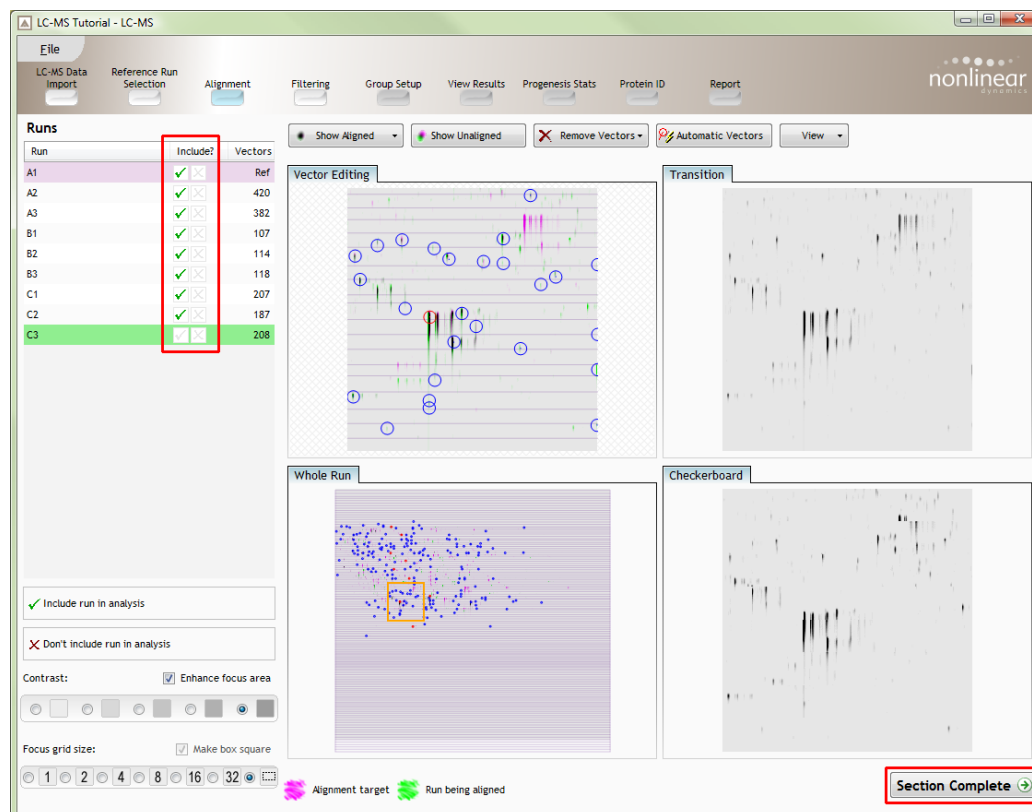 LC-MS Tutorial - LC-MS
File
LC-MS Data Import
Reference Run Selection
Alignment
Filtering
Group Setup
View Results
Progenesis Stats
Protein ID
Report
nonlinear
dynamics
Runs
Run Include? Vectors
A1 Ref
A2 420
A3 382
B1 107
B2 114
B3 118
C1 207
C2 187
C3 208
Include run in analysis
Don't include run in analysis
Contrast: Enhance focus area
Focus grid size: Make box square
1 2 4 8 16 32
Show Aligned Show Unaligned Remove Vectors Automatic Vectors View
Vector Editing
Transition
Whole Run
Checkerboard
Alignment target Run being aligned
Section Complete